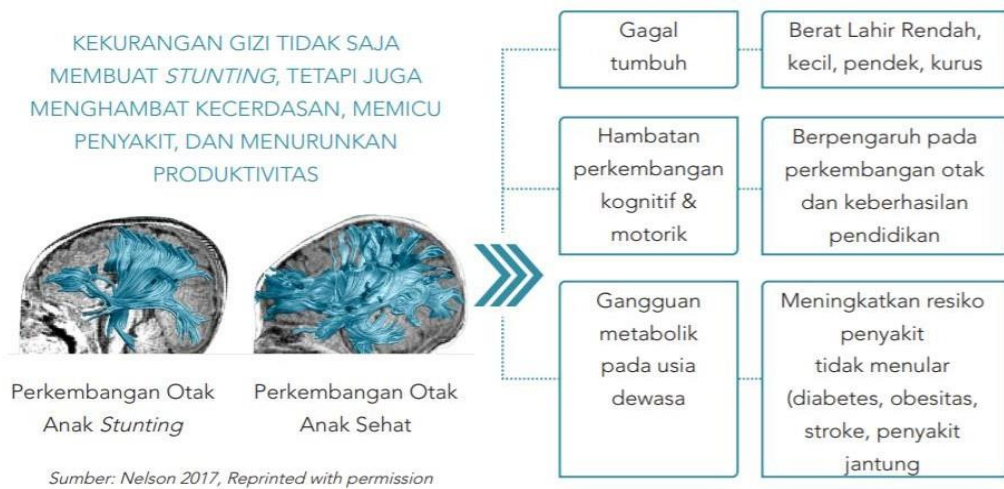 KEKURANGAN GIZI TIDAK SAJA
MEMBUAT STUNTING, TETAPI JUGA
MENGHAMBAT KECERDASAN, MEMICU
PENYAKIT, DAN MENURUNKAN
PRODUKTIVITAS
Perkembangan Otak
Anak Stunting
Perkembangan Otak
Anak Sehat
Sumber: Nelson 2017, Reprinted with permission
Gagal
tumbuh
Berat Lahir Rendah,
kecil, pendek, kurus
Hambatan
perkembangan
kognitif &
motorik
Berpengaruh pada
perkembangan otak
dan keberhasilan
pendidikan
Gangguan
metabolik
pada usia
dewasa
Meningkatkan resiko
penyakit
tidak menular
(diabetes, obesitas,
stroke, penyakit
jantung